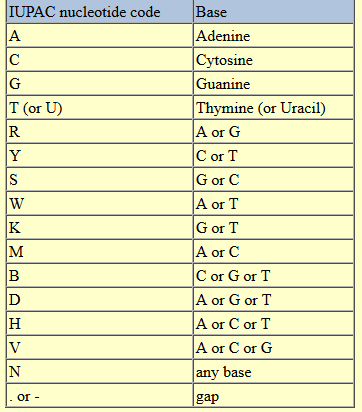 IUPAC nucleotide code Base
A Adenine
C Cytosine
G Guanine
T (or U) Thymine (or Uracil)
R A or G
Y C or T
S G or C
W A or T
K G or T
M A or C
B C or G or T
D A or G or T
H A or C or T
V A or C or G
N any base
. or - gap